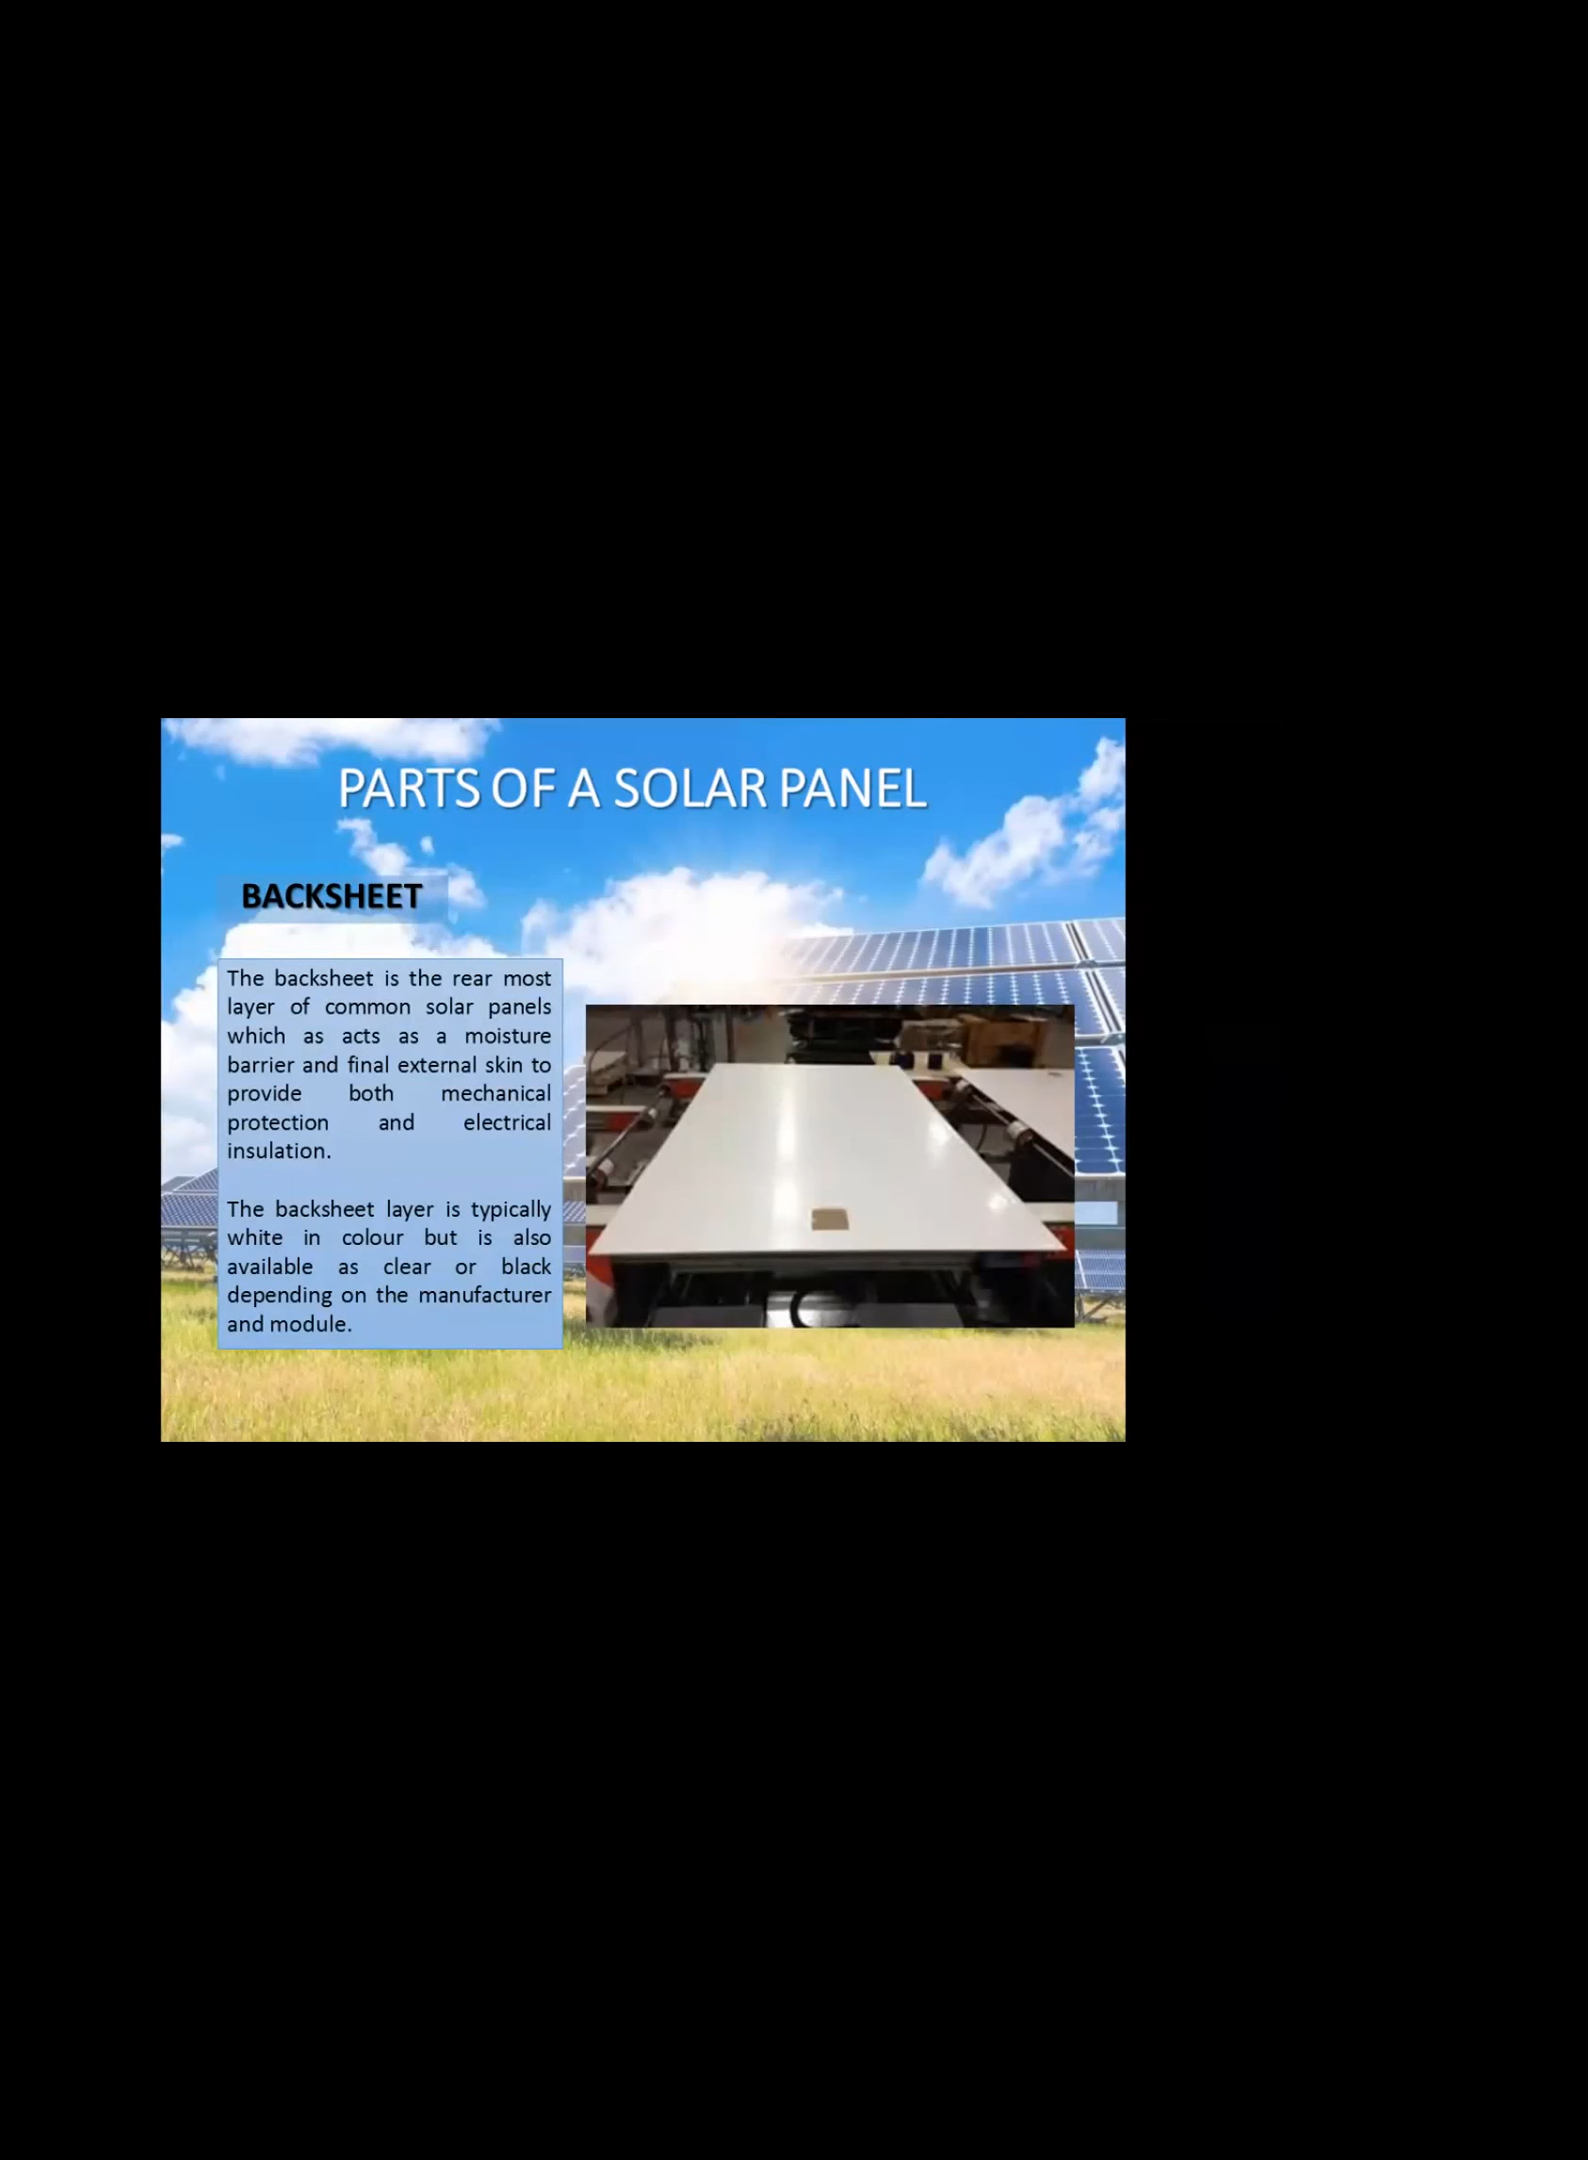 PARTS OF A SOLAR PANEL
BACKSHEET
The backsheet is the rear most
layer of common solar panels
which as acts as a moisture
barrier and final external skin to
provide both mechanical
protection and electrical
insulation.
The backsheet layer is typically
white in colour but is also
available as clear or black
depending on the manufacturer
and module.